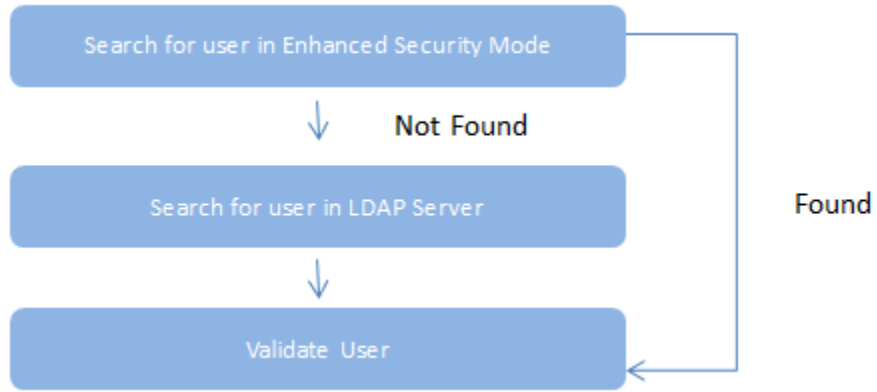 Search for user in Enhanced Security Mode
Not Found
Search for user in LDAP Server
Found
Validate User